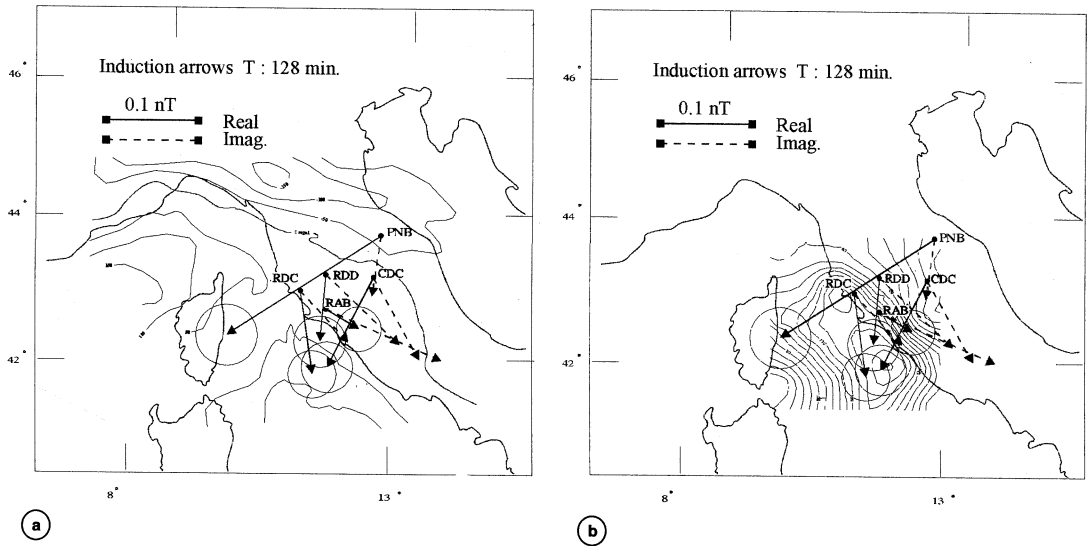 Induction arrows T : 128 min.
0.1 nT
Real
Imag.
46°
44°
42°
PNB
RDC
RDD
CDC
RAB
8°
13°
a
Induction arrows T : 128 min.
0.1 nT
Real
Imag.
46°
44°
42°
PNB
RDC
RDD
CDC
RAB
8°
13°
b